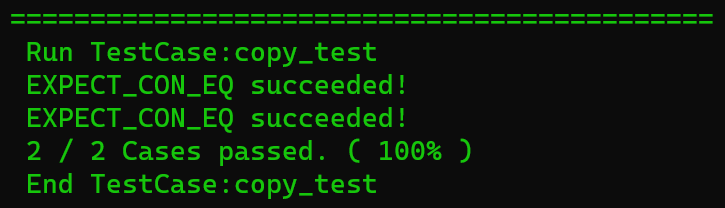 ============================================
Run TestCase:copy_test
EXPECT_CON_EQ succeeded!
EXPECT_CON_EQ succeeded!
2 / 2 Cases passed. ( 100% )
End TestCase:copy_test